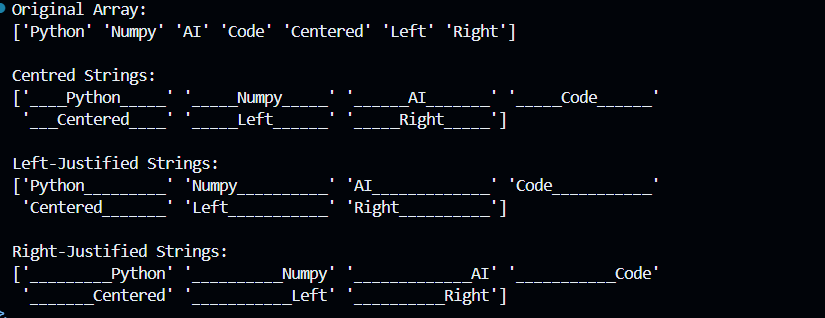 Original Array:
['Python' 'Numpy' 'AI' 'Code' 'Centered' 'Left' 'Right']
Centred Strings:
['____Python_____' '_____Numpy_____' '______AI_______' '_____Code______'
'___Centered____' '_____Left______' '_____Right_____']
Left-Justified Strings:
['Python_________' 'Numpy__________' 'AI_____________' 'Code___________'
'Centered_______' 'Left___________' 'Right__________']
Right-Justified Strings:
['_________Python' '__________Numpy' '_____________AI' '___________Code'
'_______Centered' '___________Left' '__________Right']